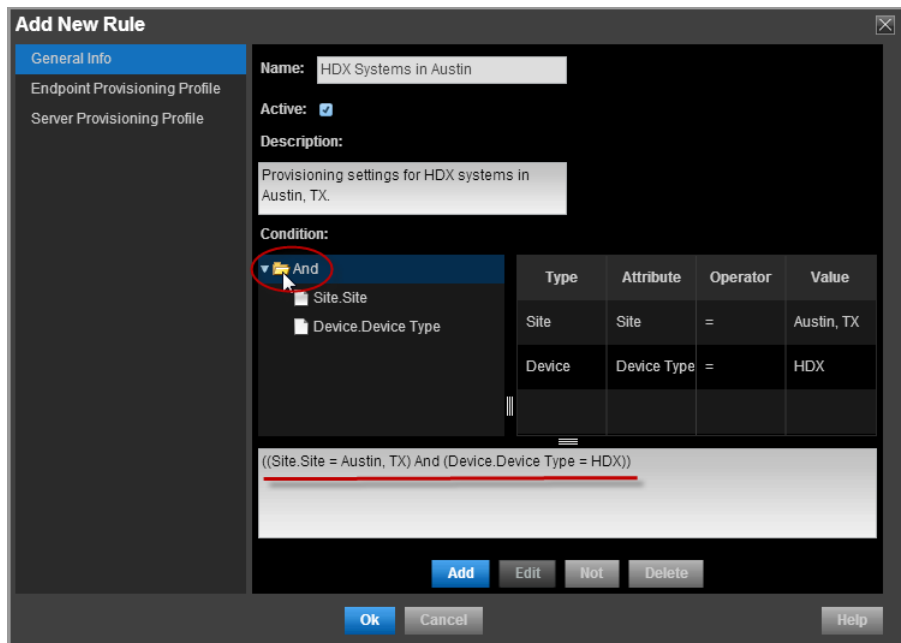 Add New Rule
General Info
Endpoint Provisioning Profile
Server Provisioning Profile
Name: HDX Systems in Austin
Active:
Description:
Provisioning settings for HDX systems in
Austin, TX.
Condition:
And
Site.Site
Device.Device Type
Type Attribute Operator Value
Site Site = Austin, TX
Device Device Type = HDX
((Site.Site = Austin, TX) And (Device.Device Type = HDX))
Add Edit Not Delete
Ok Cancel Help